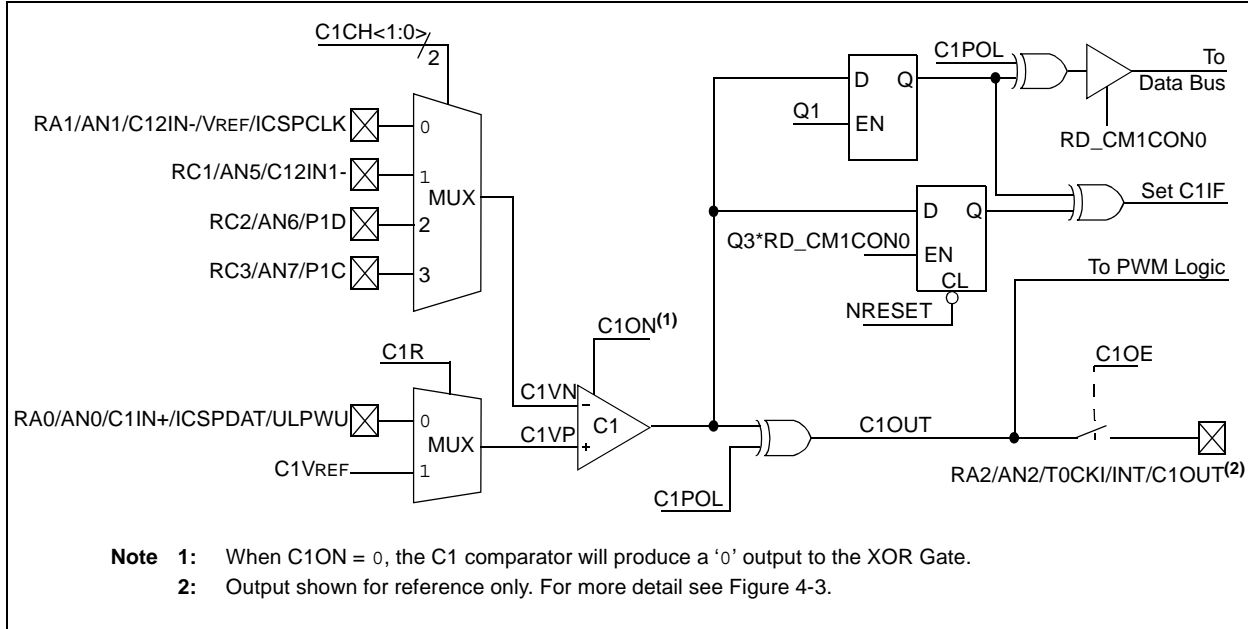 C1CH<1:0>
2
RA1/AN1/C12IN-/VREF/ICSPCLK
0
RC1/AN5/C12IN1-
1
MUX
RC2/AN6/P1D
2
RC3/AN7/P1C
3
C1R
RA0/AN0/C1IN+/ICSPDAT/ULPWU
0
MUX
C1VREF
1
C1ON(1)
C1VN
-
C1
C1VP
+
C1POL
C1OUT
D Q
Q1
EN
C1POL
To
Data Bus
RD_CM1CON0
D Q
Q3*RD_CM1CON0
EN
CL
NRESET
Set C1IF
To PWM Logic
C1OE
RA2/AN2/T0CKI/INT/C1OUT(2)
Note 1: When C1ON = 0, the C1 comparator will produce a ‘0’ output to the XOR Gate.
2: Output shown for reference only. For more detail see Figure 4-3.